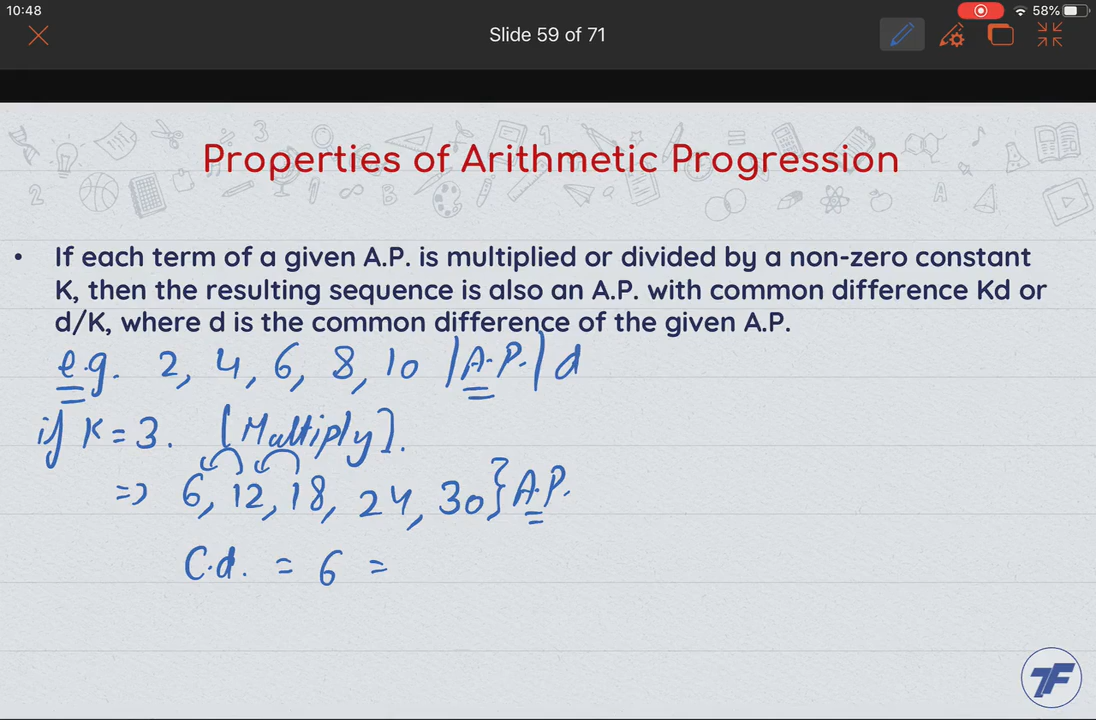 10:48
58%
Slide 59 of 71
Properties of Arithmetic Progression
• If each term of a given A.P. is multiplied or divided by a non-zero constant
K, then the resulting sequence is also an A.P. with common difference Kd or
d/K, where d is the common difference of the given A.P.
e.g. 2, 4, 6, 8, 10 |A.P.| d
if K = 3. [Multiply].
=> 6, 12, 18, 24, 30} A.P.
C.d. = 6 =
TF